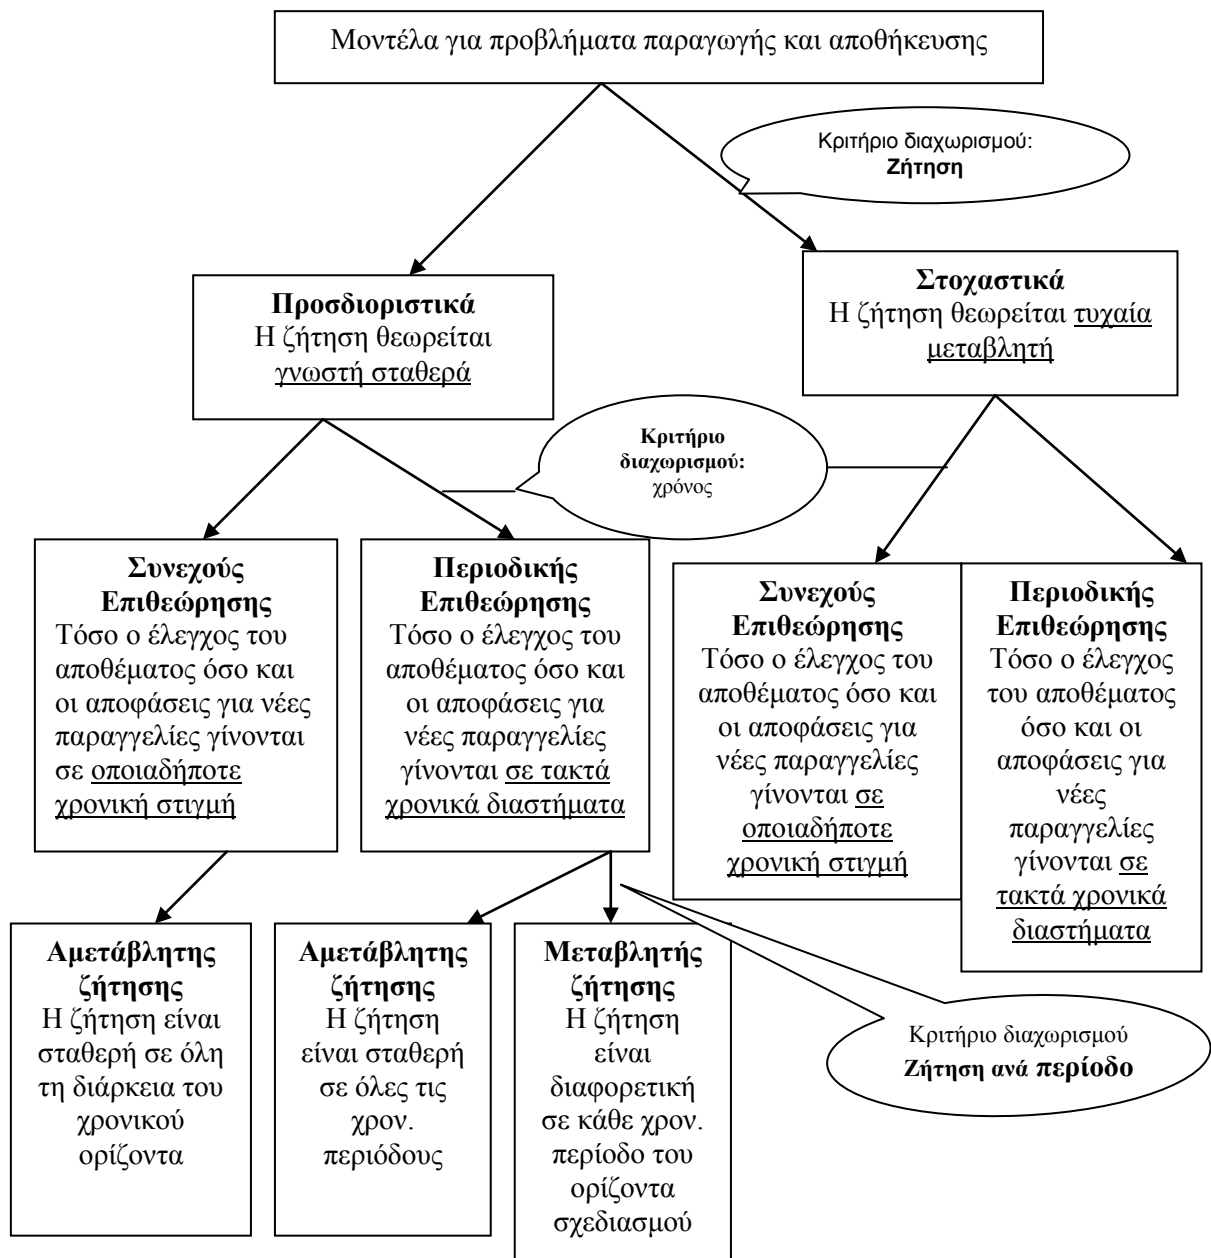 Μοντέλα για προβλήματα παραγωγής και αποθήκευσης
Κριτήριο διαχωρισμού:
Ζήτηση
Προσδιοριστικά
Η ζήτηση θεωρείται
γνωστή σταθερά
Στοχαστικά
Η ζήτηση θεωρείται τυχαία
μεταβλητή
Κριτήριο
διαχωρισμού:
χρόνος
Συνεχούς
Επιθεώρησης
Τόσο ο έλεγχος του
αποθέματος όσο και
οι αποφάσεις για νέες
παραγγελίες γίνονται
σε οποιαδήποτε
χρονική στιγμή
Περιοδικής
Επιθεώρησης
Τόσο ο έλεγχος του
αποθέματος όσο και
οι αποφάσεις για
νέες παραγγελίες
γίνονται σε τακτά
χρονικά διαστήματα
Συνεχούς
Επιθεώρησης
Τόσο ο έλεγχος του
αποθέματος όσο και
οι αποφάσεις για
νέες παραγγελίες
γίνονται σε
οποιαδήποτε
χρονική στιγμή
Περιοδικής
Επιθεώρησης
Τόσο ο έλεγχος
του αποθέματος
όσο και οι
αποφάσεις για
νέες
παραγγελίες
γίνονται σε
τακτά χρονικά
διαστήματα
Αμετάβλητης
ζήτησης
Η ζήτηση είναι
σταθερή σε όλη
τη διάρκεια του
χρονικού
ορίζοντα
Αμετάβλητης
ζήτησης
Η ζήτηση
είναι σταθερή
σε όλες τις
χρον.
περιόδους
Μεταβλητής
ζήτησης
Η ζήτηση
είναι
διαφορετική
σε κάθε χρον.
περίοδο του
ορίζοντα
σχεδιασμού
Κριτήριο διαχωρισμού
Ζήτηση ανά περίοδο